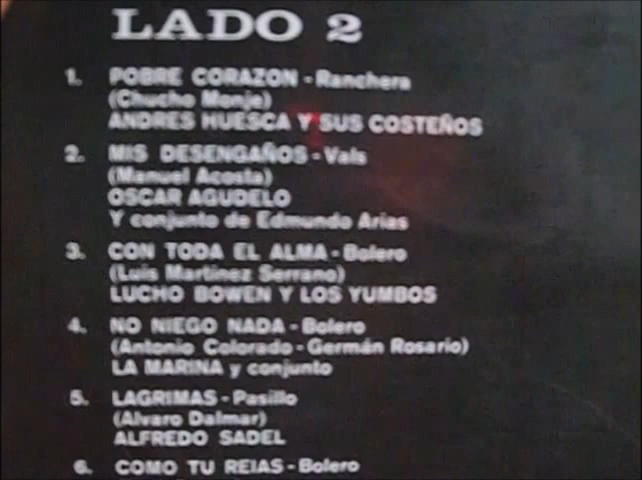 LADO 2
1. POBRE CORAZON - Ranchera
(Chucho Monje)
ANDRES HUESCA Y SUS COSTEÑOS
2. MIS DESENGAÑOS - Vals
(Manuel Acosta)
OSCAR AGUDELO
Y conjunto de Edmundo Arias
3. CON TODA EL ALMA - Bolero
(Luis Martinez Serrano)
LUCHO BOWEN Y LOS YUMBOS
4. NO NIEGO NADA - Bolero
(Antonio Colorado - Germán Rosario)
LA MARINA y conjunto
5. LAGRIMAS - Pasillo
(Alvaro Dalmar)
ALFREDO SADEL
6. COMO TU REIAS - Bolero